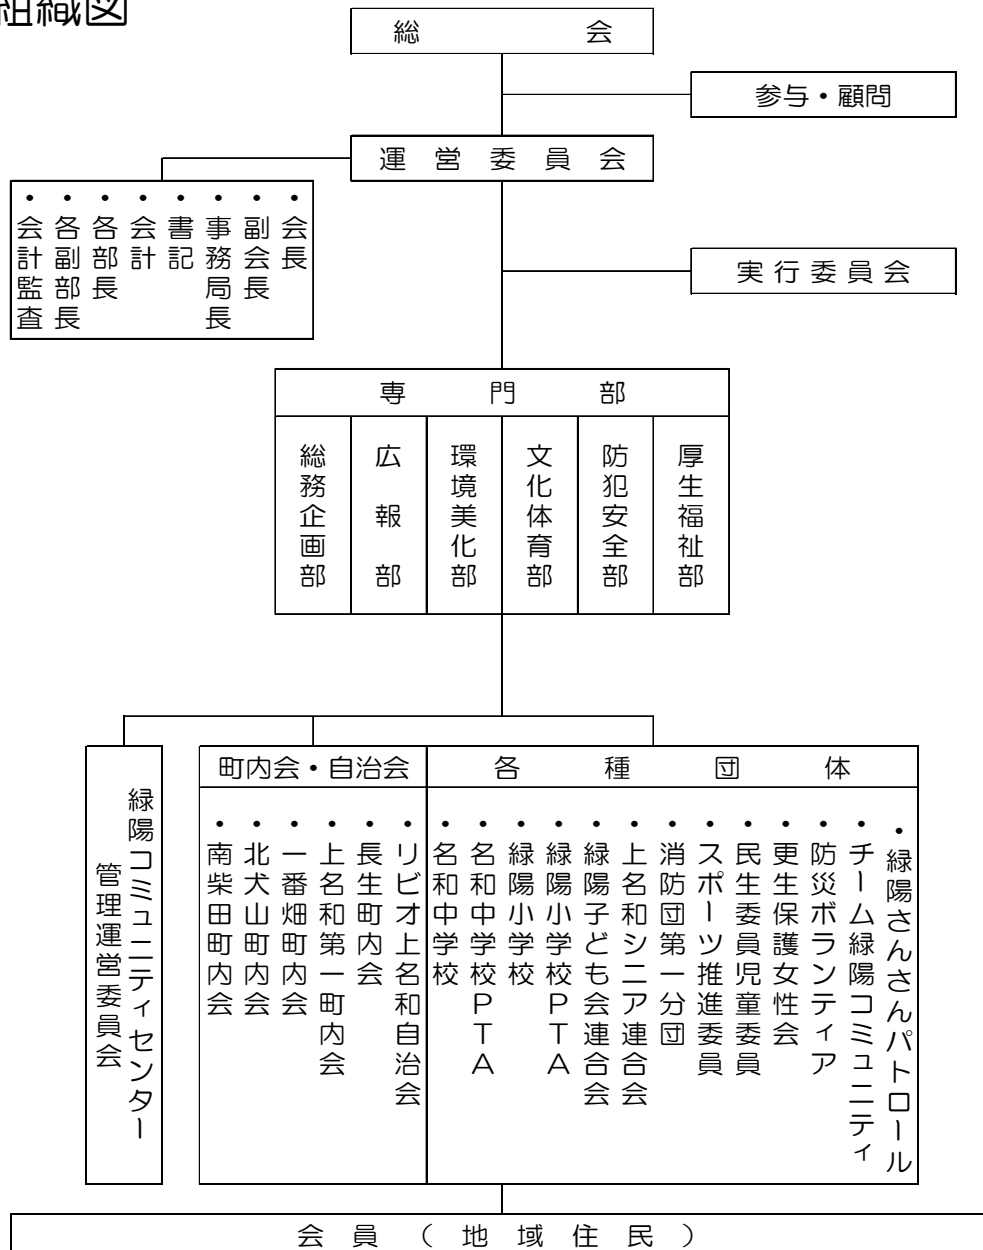 組織図
総会
参与・顧問
運営委員会
・会長
・副会長
・事務局長
・書記
・会計
・各部長
・各副部長
・会計監査
実行委員会
専門部
総務企画部
広報部
環境美化部
文化体育部
防犯安全部
厚生福祉部
緑陽コミュニティセンター
管理運営委員会
町内会・自治会
・南柴田町内会
・北犬山町内会
・一番畑町内会
・上名和第一町内会
・長生町内会
・リビオ上名和自治会
各種団体
・名和中学校
・名和中学校PTA
・緑陽小学校
・緑陽小学校PTA
・緑陽子ども会連合会
・上名和シニア連合会
・消防団第一分団
・スポーツ推進委員
・民生委員児童委員
・更生保護女性会
・防災ボランティア
・チーム緑陽コミュニティ
・緑陽さんさんパトロール
会員(地域住民)